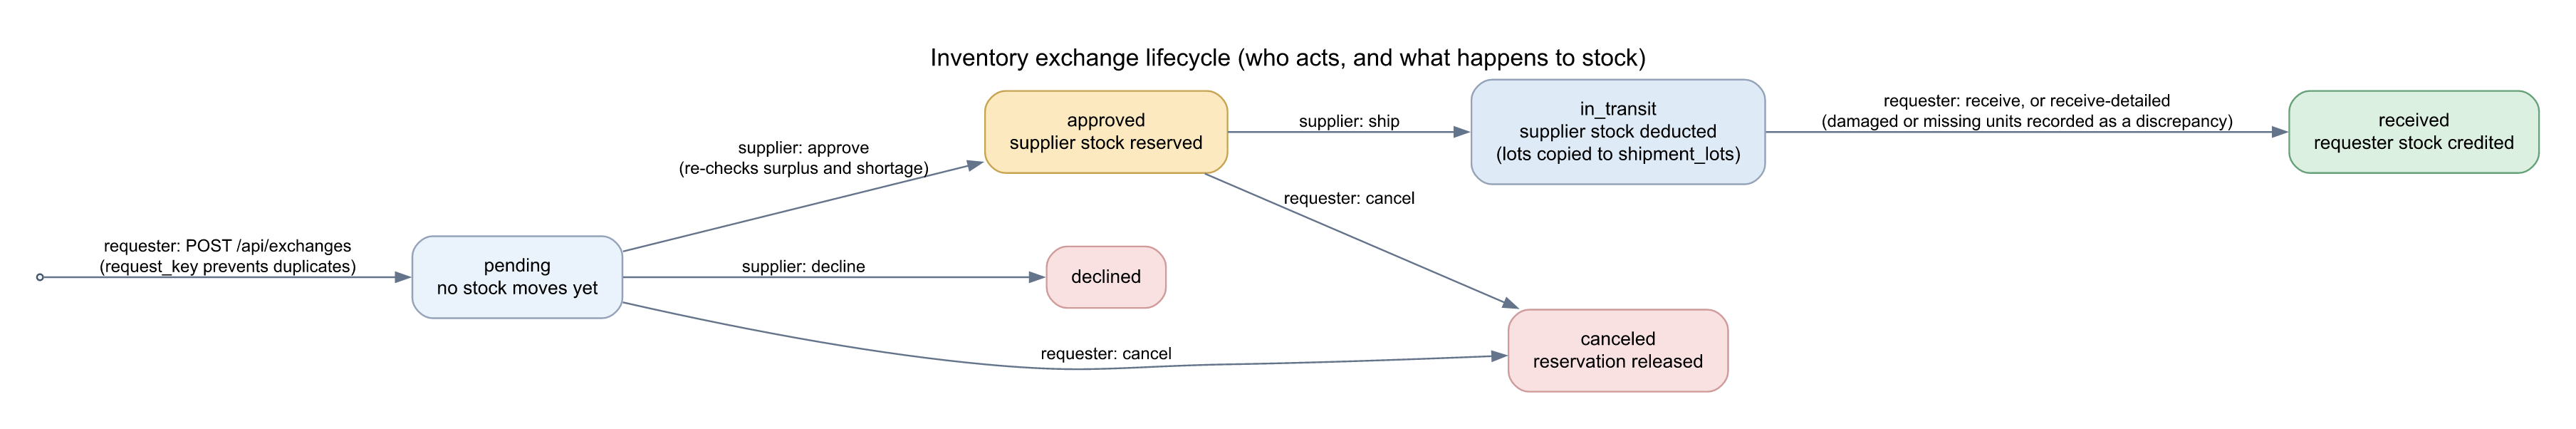 Inventory exchange lifecycle (who acts, and what happens to stock)
requester: POST /api/exchanges
(request_key prevents duplicates)
pending
no stock moves yet
supplier: approve
(re-checks surplus and shortage)
supplier: decline
requester: cancel
approved
supplier stock reserved
declined
supplier: ship
requester: cancel
in_transit
supplier stock deducted
(lots copied to shipment_lots)
canceled
reservation released
requester: receive, or receive-detailed
(damaged or missing units recorded as a discrepancy)
received
requester stock credited